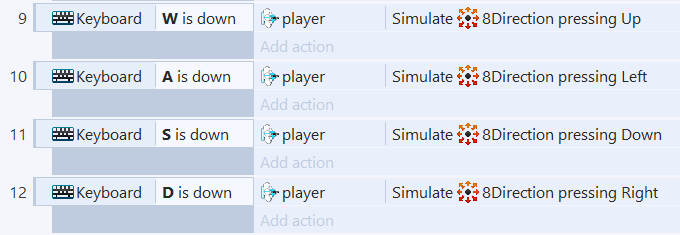 9 Keyboard W is down player Simulate 8Direction pressing Up
Add action
10 Keyboard A is down player Simulate 8Direction pressing Left
Add action
11 Keyboard S is down player Simulate 8Direction pressing Down
Add action
12 Keyboard D is down player Simulate 8Direction pressing Right
Add action